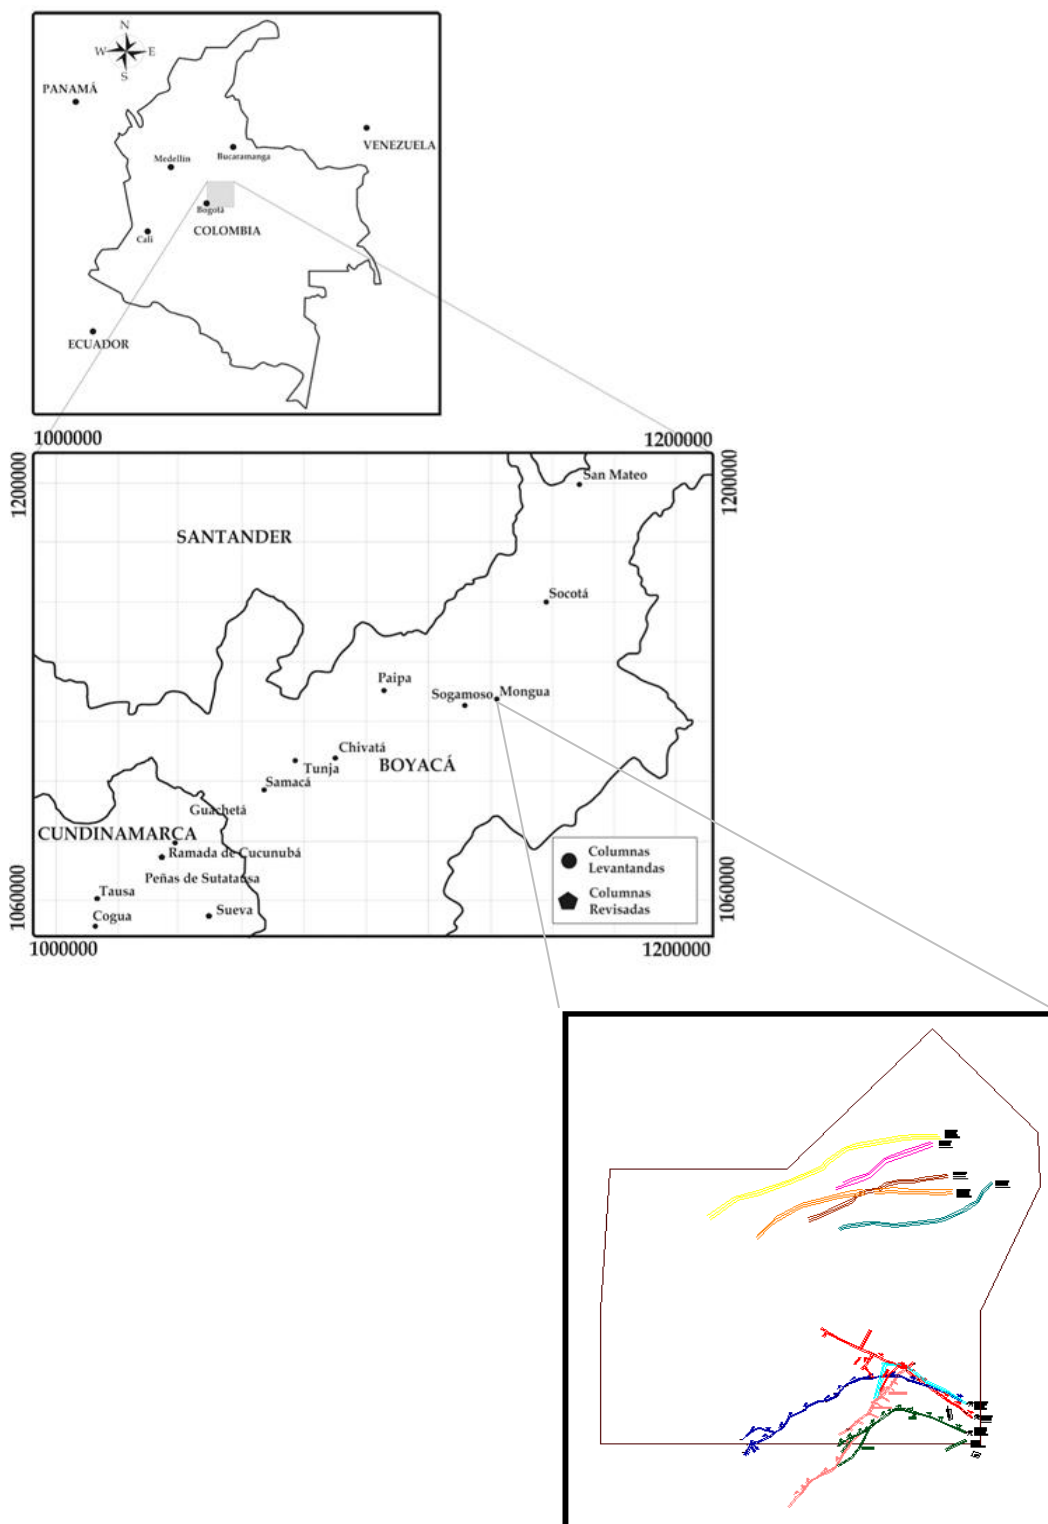 N
W E
S
PANAMÁ
VENEZUELA
Medellín
Bucaramanga
Bogotá
COLOMBIA
Cali
ECUADOR
1000000
1200000
1200000
1200000
San Mateo
SANTANDER
Socotá
Paipa
Sogamoso
Mongua
Chivatá
Tunja
BOYACÁ
Samacá
Guachetá
CUNDINAMARCA
Ramada de Cucunubá
Peñas de Sutatausa
Tausa
Sueva
Cogua
Columnas
Levantandas
Columnas
Revisadas
1060000
1060000
1000000
1200000